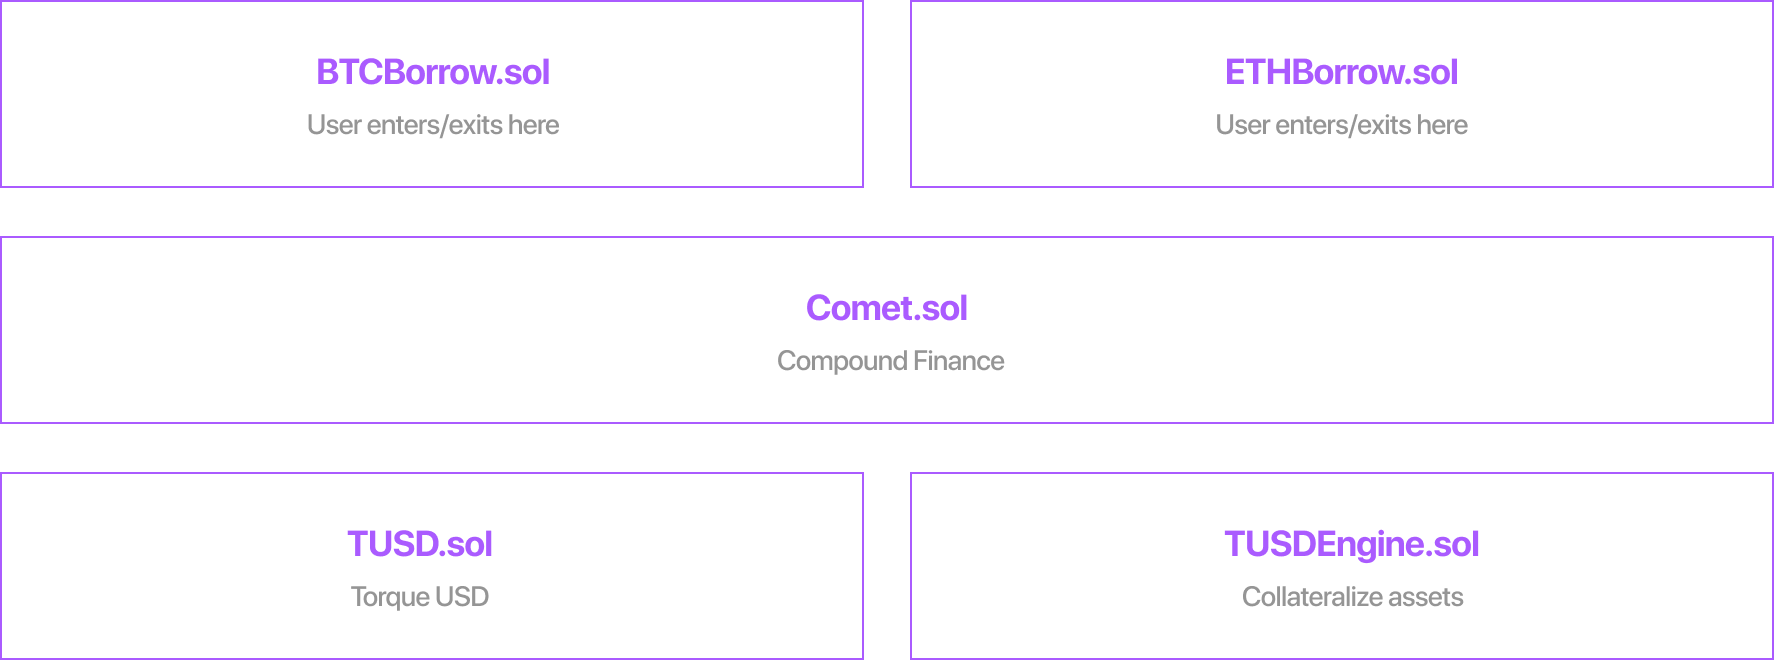 BTCBorrow.sol
User enters/exits here
ETHBorrow.sol
User enters/exits here
Comet.sol
Compound Finance
TUSD.sol
Torque USD
TUSDEngine.sol
Collateralize assets